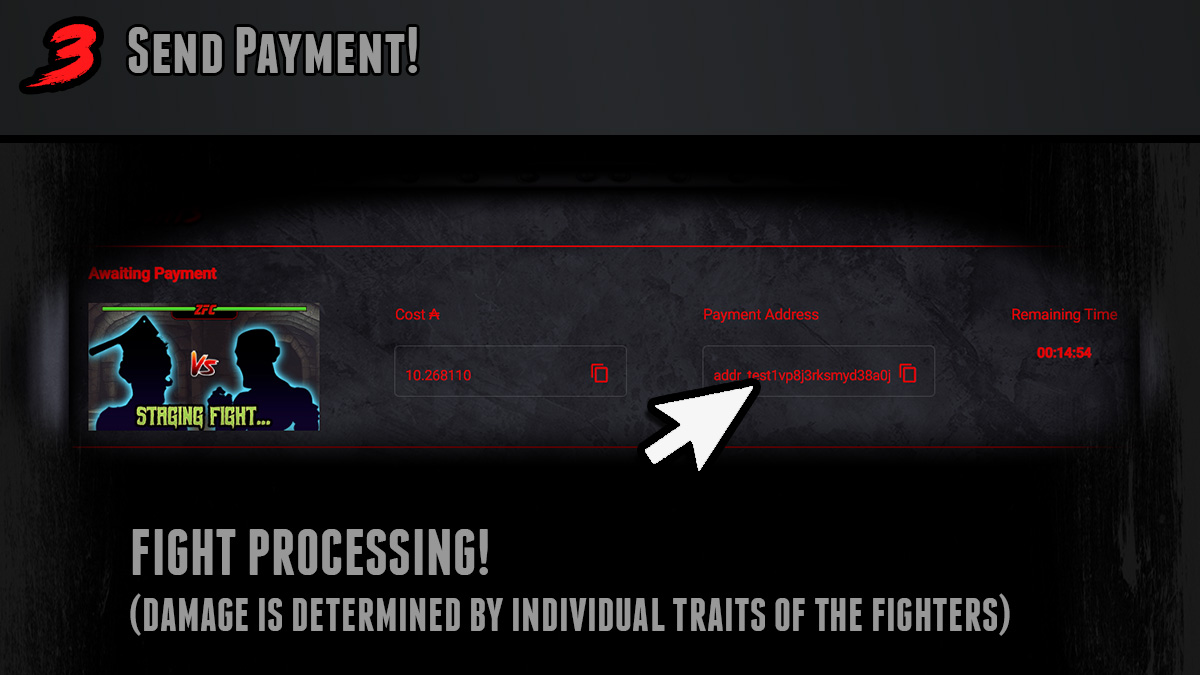 3 Send Payment!
Awaiting Payment
ZFC
Vs
STAGING FIGHT...
Cost ₳
10.268110
Payment Address
addr_test1vp8j3rksmyd38a0j
Remaining Time
00:14:54
FIGHT PROCESSING!
(DAMAGE IS DETERMINED BY INDIVIDUAL TRAITS OF THE FIGHTERS)